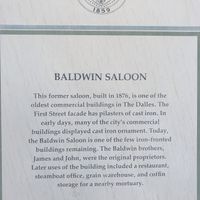 1859
BALDWIN SALOON
This former saloon, built in 1876, is one of the
oldest commercial buildings in The Dalles. The
First Street facade has pilasters of cast iron. In
early days, many of the city's commercial
buildings displayed cast iron ornament. Today,
the Baldwin Saloon is one of the few iron-fronted
buildings remaining. The Baldwin brothers,
James and John, were the original proprietors.
Later uses of the building included a restaurant,
steamboat office, grain warehouse, and coffin
storage for a nearby mortuary.